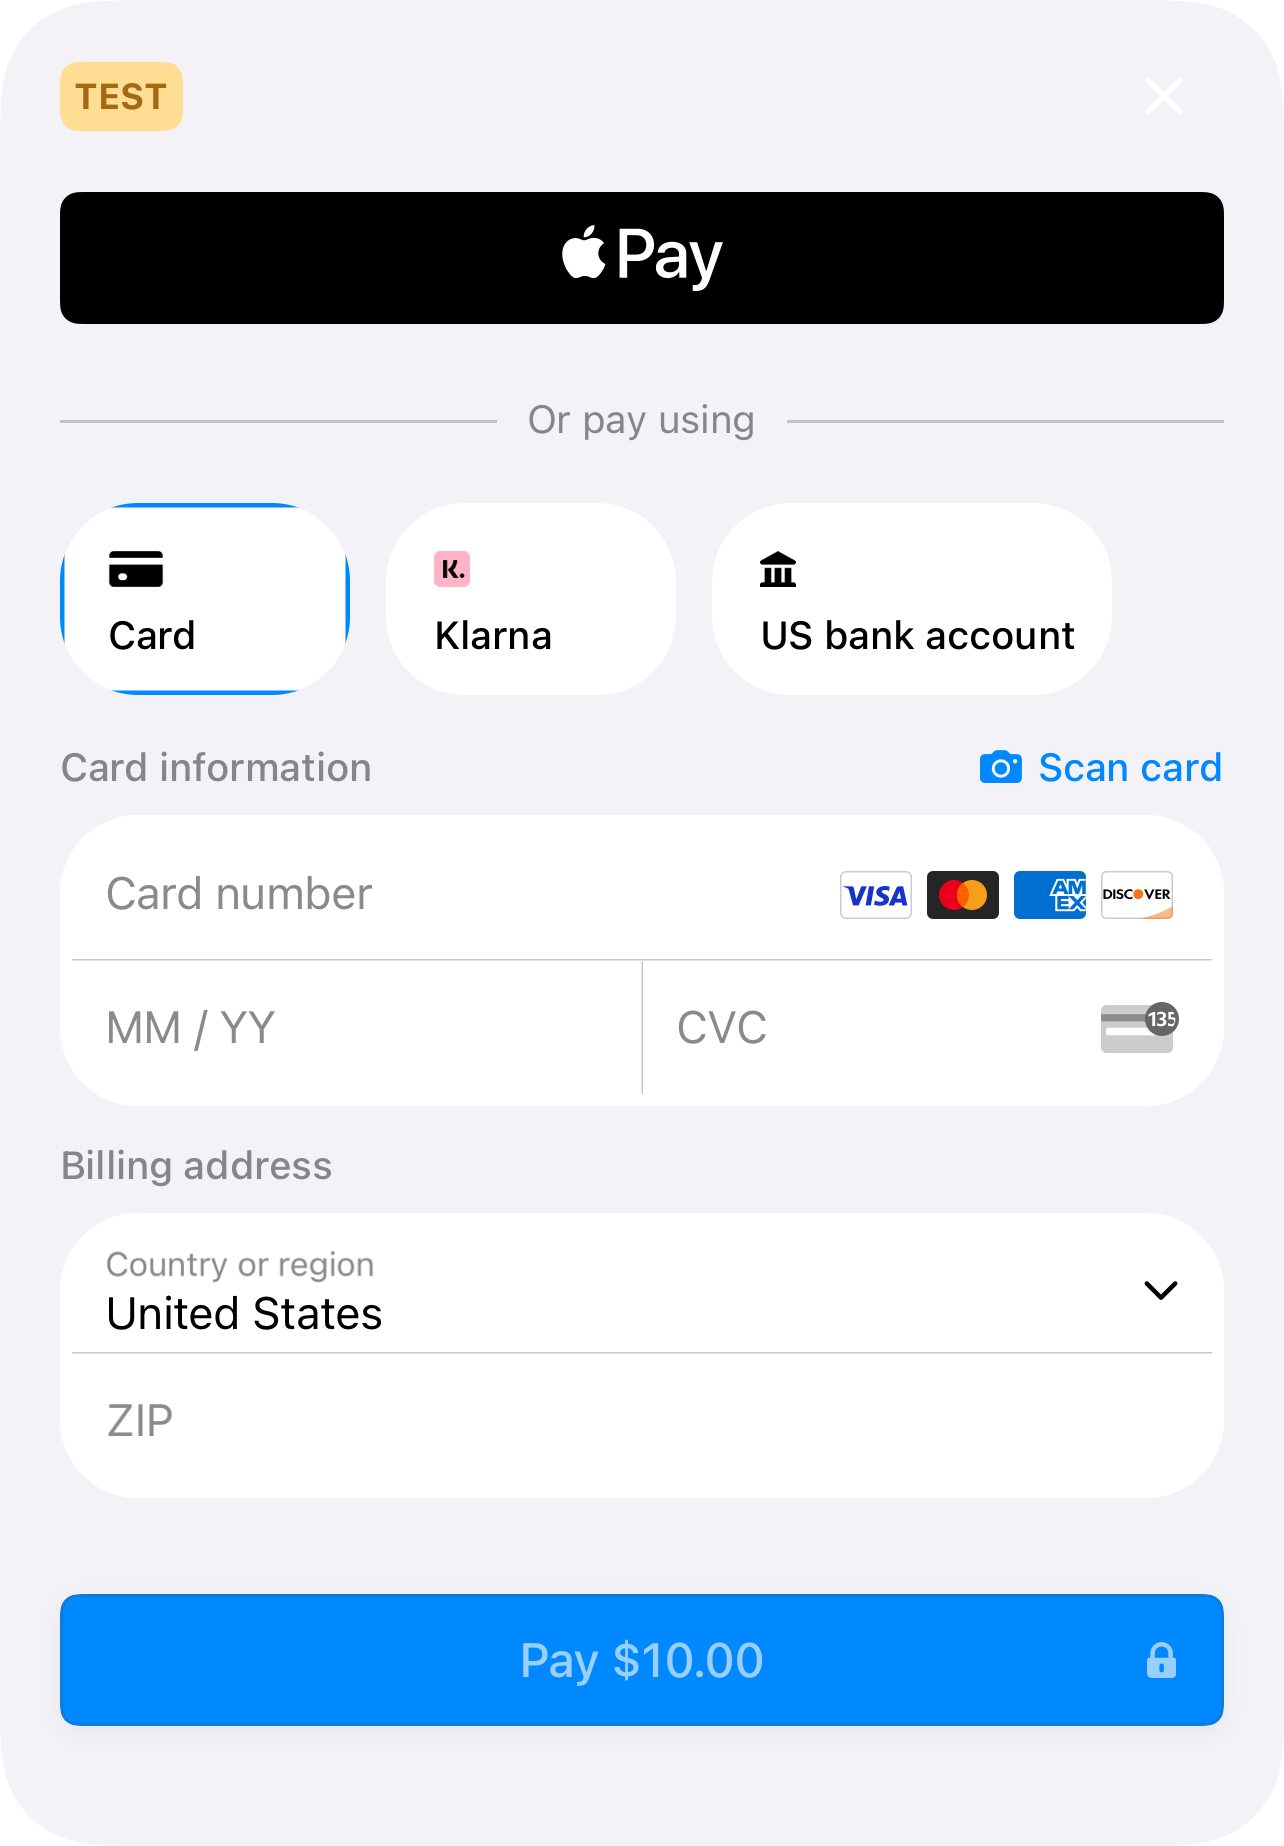 TEST
Pay
Or pay using
K.
Card
Klarna
US bank account
Card information
Scan card
Card number
VISA
AM
EX
DISCOVER
MM / YY
CVC
135
Billing address
Country or region
United States
ZIP
Pay $10.00